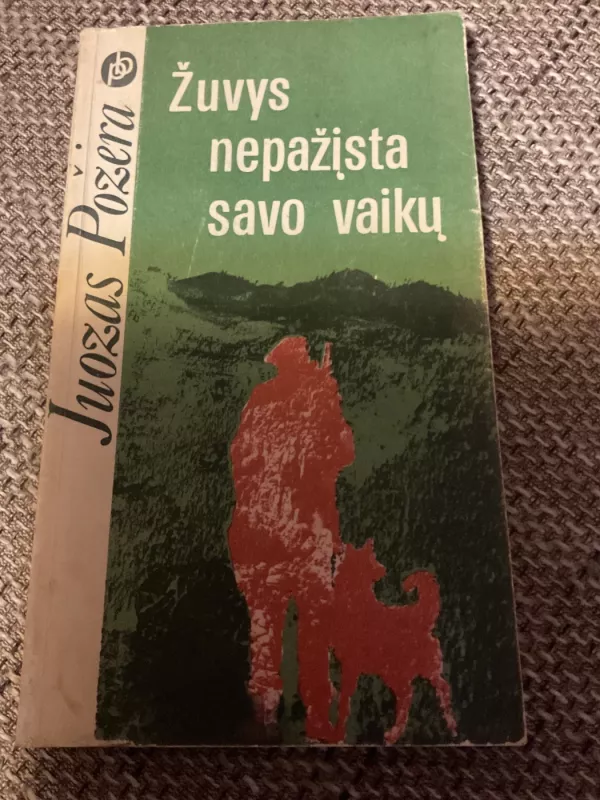 Juozas Požera
Žuvys
nepažįsta
savo vaikų